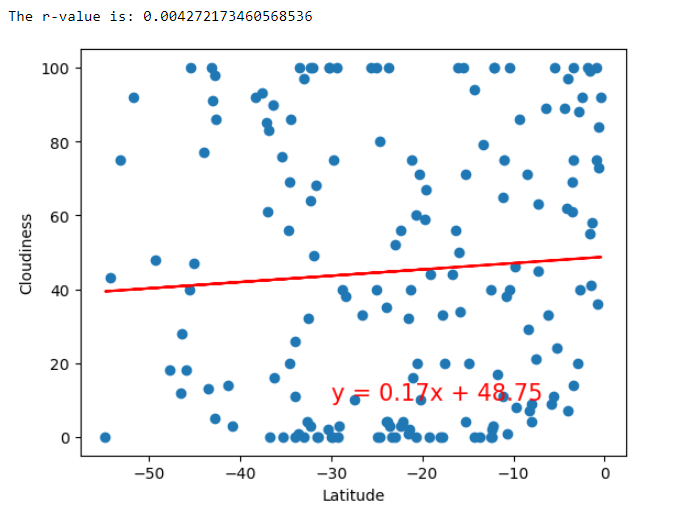 The r-value is: 0.004272173460568536
100
80
60
40
20
0
Cloudiness
y = 0.17x + 48.75
−50 −40 −30 −20 −10 0
Latitude